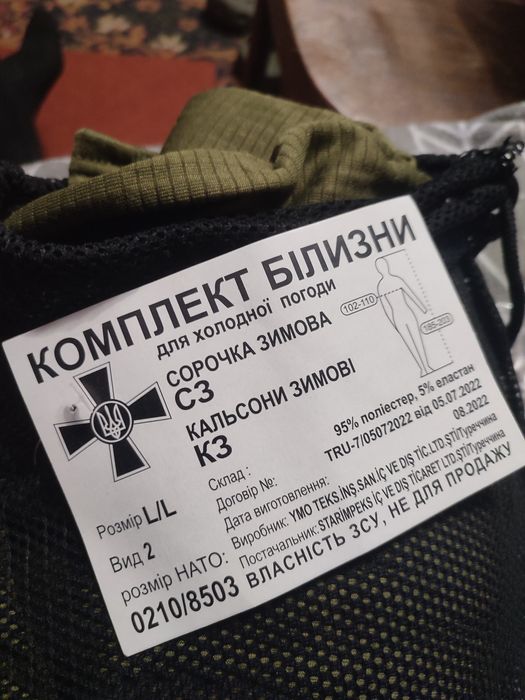 КОМПЛЕКТ БІЛИЗНИ
для холодної погоди
СОРОЧКА ЗИМОВА
СЗ
КАЛЬСОНИ ЗИМОВІ
КЗ
102-110
185-203
Розмір L/L
Вид 2
розмір НАТО:
0210/8503
Склад : 95% поліестер, 5% еластан
Договір №: TRU-7/05072022 від 05.07.2022
Дата виготовлення: 08.2022
Виробник: YMO TEKS.İNŞ.SAN.İÇ VE DIŞ TİC.LTD.ŞTİ/Туреччина
Постачальник: STARİMPEKS İÇ VE DIŞ TİCARET LTD.ŞTİ/Туреччина
ВЛАСНІСТЬ ЗСУ, НЕ ДЛЯ ПРОДАЖУ